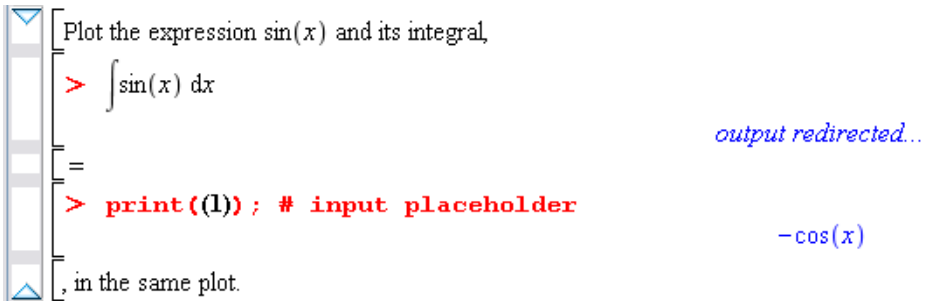 Plot the expression sin(x) and its integral,
> ∫sin(x) dx
output redirected...
=
> print((1)); # input placeholder
−cos(x)
, in the same plot.